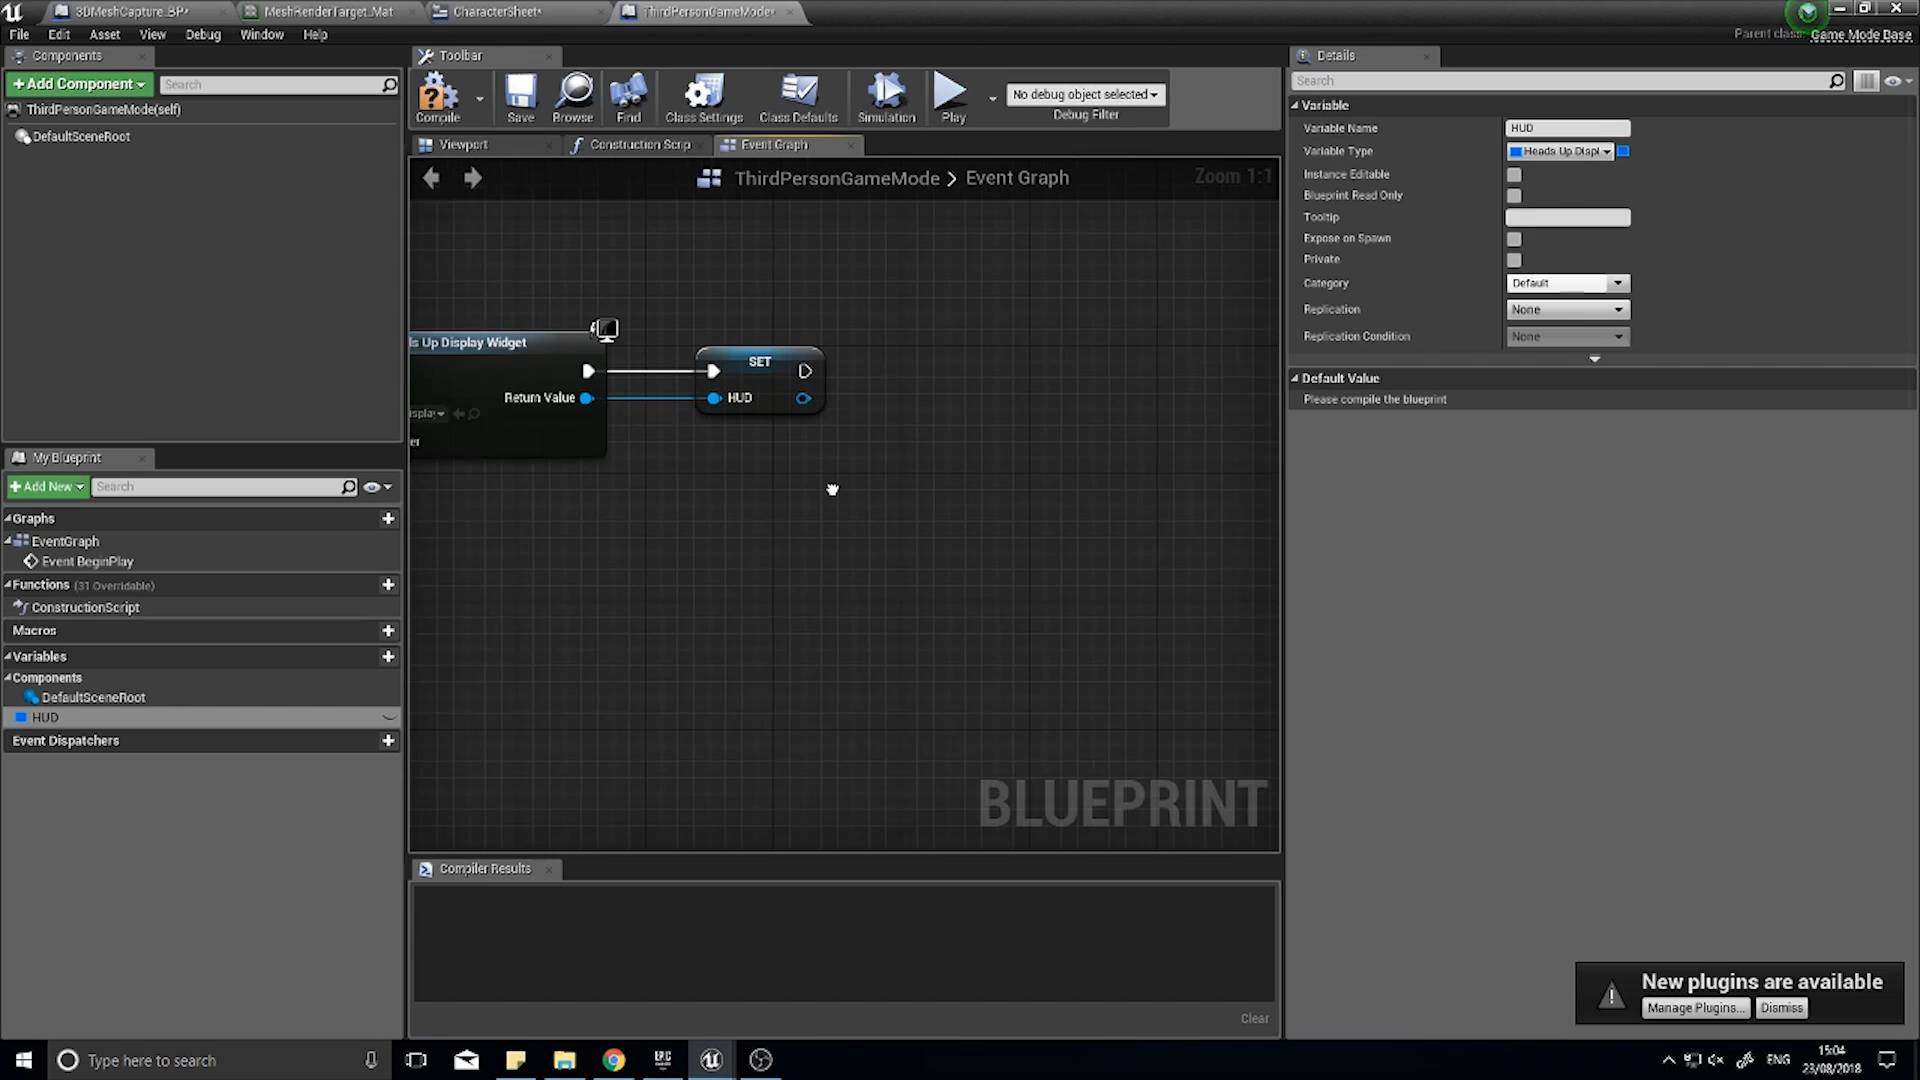 3DMeshCapture_BP*
MeshRenderTarget_Mat
CharacterSheet*
ThirdPersonGameMode*
File Edit Asset View Debug Window Help
Parent class: Game Mode Base
Components
+Add Component
Search
ThirdPersonGameMode(self)
DefaultSceneRoot
Toolbar
Compile
Save
Browse
Find
Class Settings
Class Defaults
Simulation
Play
No debug object selected
Debug Filter
Viewport
Construction Scrip
Event Graph
ThirdPersonGameMode > Event Graph
Zoom 1:1
ls Up Display Widget
Return Value
SET
HUD
BLUEPRINT
Compiler Results
Clear
My Blueprint
+Add New
Search
Graphs
EventGraph
Event BeginPlay
Functions (31 Overridable)
ConstructionScript
Macros
Variables
Components
DefaultSceneRoot
HUD
Event Dispatchers
Details
Search
Variable
Variable Name HUD
Variable Type Heads Up Displ
Instance Editable
Blueprint Read Only
Tooltip
Expose on Spawn
Private
Category Default
Replication None
Replication Condition None
Default Value
Please compile the blueprint
New plugins are available
Manage Plugins... Dismiss
Type here to search
ENG
15:04
23/08/2018